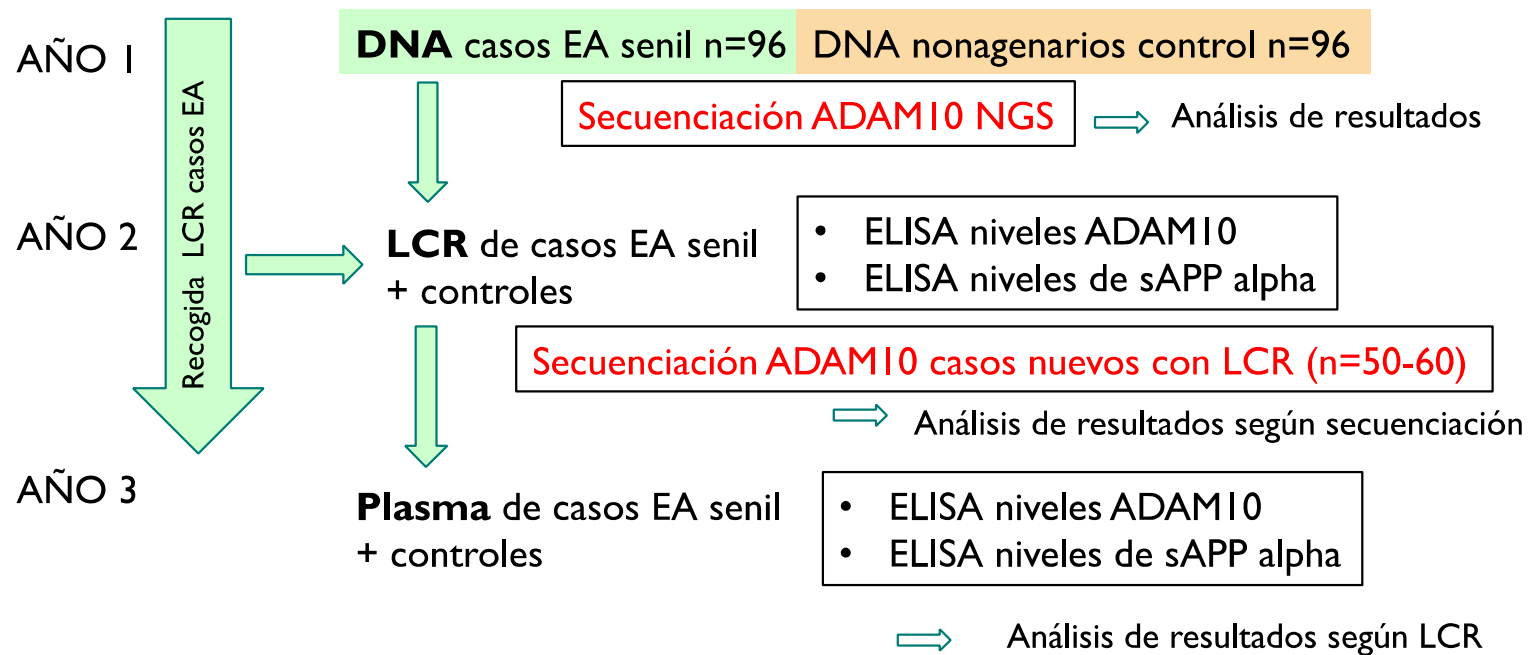 AÑO 1
DNA casos EA senil n=96
DNA nonagenarios control n=96
Secuenciación ADAM10 NGS
Análisis de resultados
Recogida LCR casos EA
AÑO 2
LCR de casos EA senil
+ controles
• ELISA niveles ADAM10
• ELISA niveles de sAPP alpha
Secuenciación ADAM10 casos nuevos con LCR (n=50-60)
Análisis de resultados según secuenciación
AÑO 3
Plasma de casos EA senil
+ controles
• ELISA niveles ADAM10
• ELISA niveles de sAPP alpha
Análisis de resultados según LCR